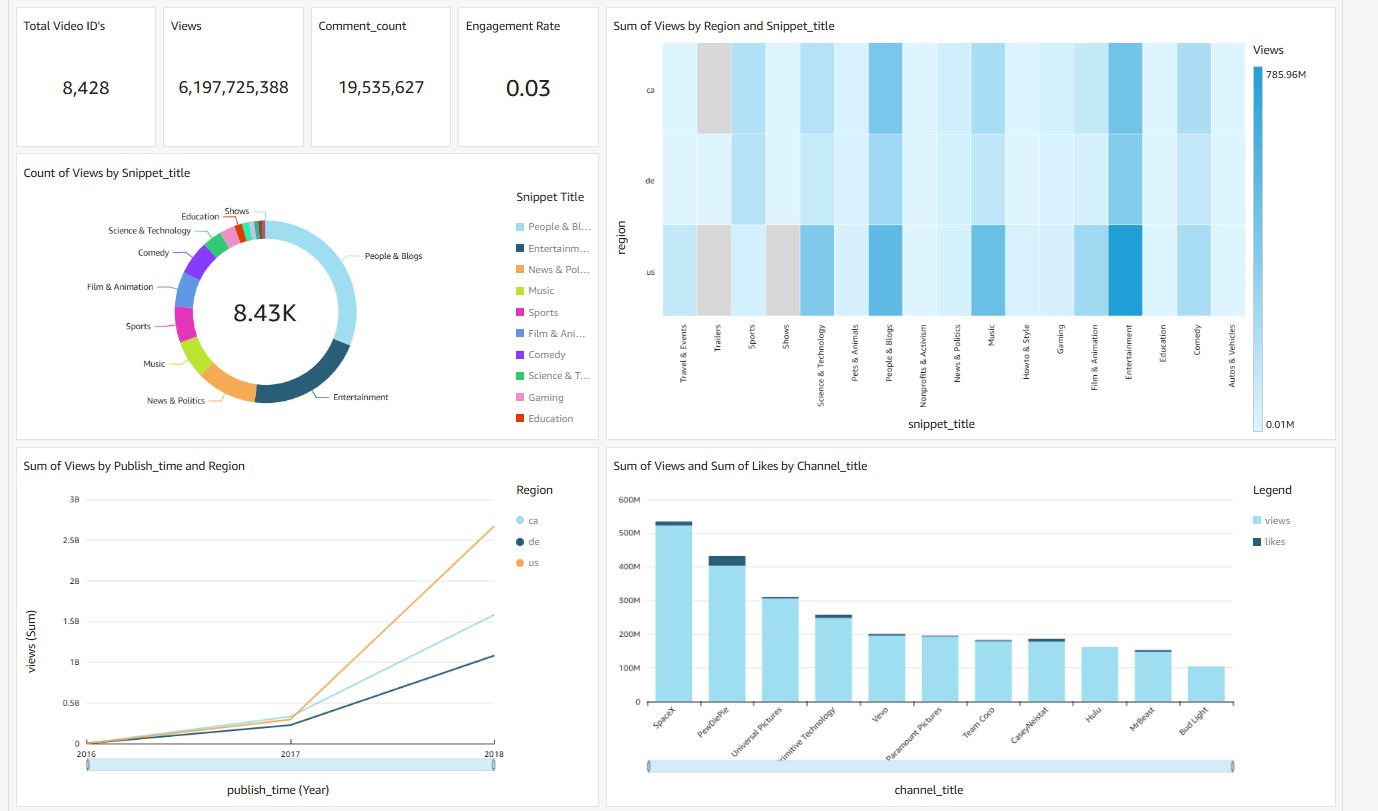 Total Video ID's
8,428
Views
6,197,725,388
Comment_count
19,535,627
Engagement Rate
0.03
Count of Views by Snippet_title
Shows
Education
Science & Technology
Comedy
Film & Animation
Sports
Music
News & Politics
Entertainment
People & Blogs
8.43K
Snippet Title
People & Bl...
Entertainm...
News & Pol...
Music
Sports
Film & Ani...
Comedy
Science & T...
Gaming
Education
Sum of Views by Region and Snippet_title
region
ca
de
us
Travel & Events
Trailers
Sports
Shows
Science & Technology
Pets & Animals
People & Blogs
Nonprofits & Activism
News & Politics
Music
Howto & Style
Gaming
Film & Animation
Entertainment
Education
Comedy
Autos & Vehicles
snippet_title
Views
785.96M
0.01M
Sum of Views by Publish_time and Region
views (Sum)
3B
2.5B
2B
1.5B
1B
0.5B
0
2016
2017
2018
publish_time (Year)
Region
ca
de
us
Sum of Views and Sum of Likes by Channel_title
600M
500M
400M
300M
200M
100M
0
SpaceX
PewDiePie
Universal Pictures
rimitive Technology
Vevo
Paramount Pictures
Team Coco
CaseyNeistat
Hulu
MrBeast
Bud Light
channel_title
Legend
views
likes